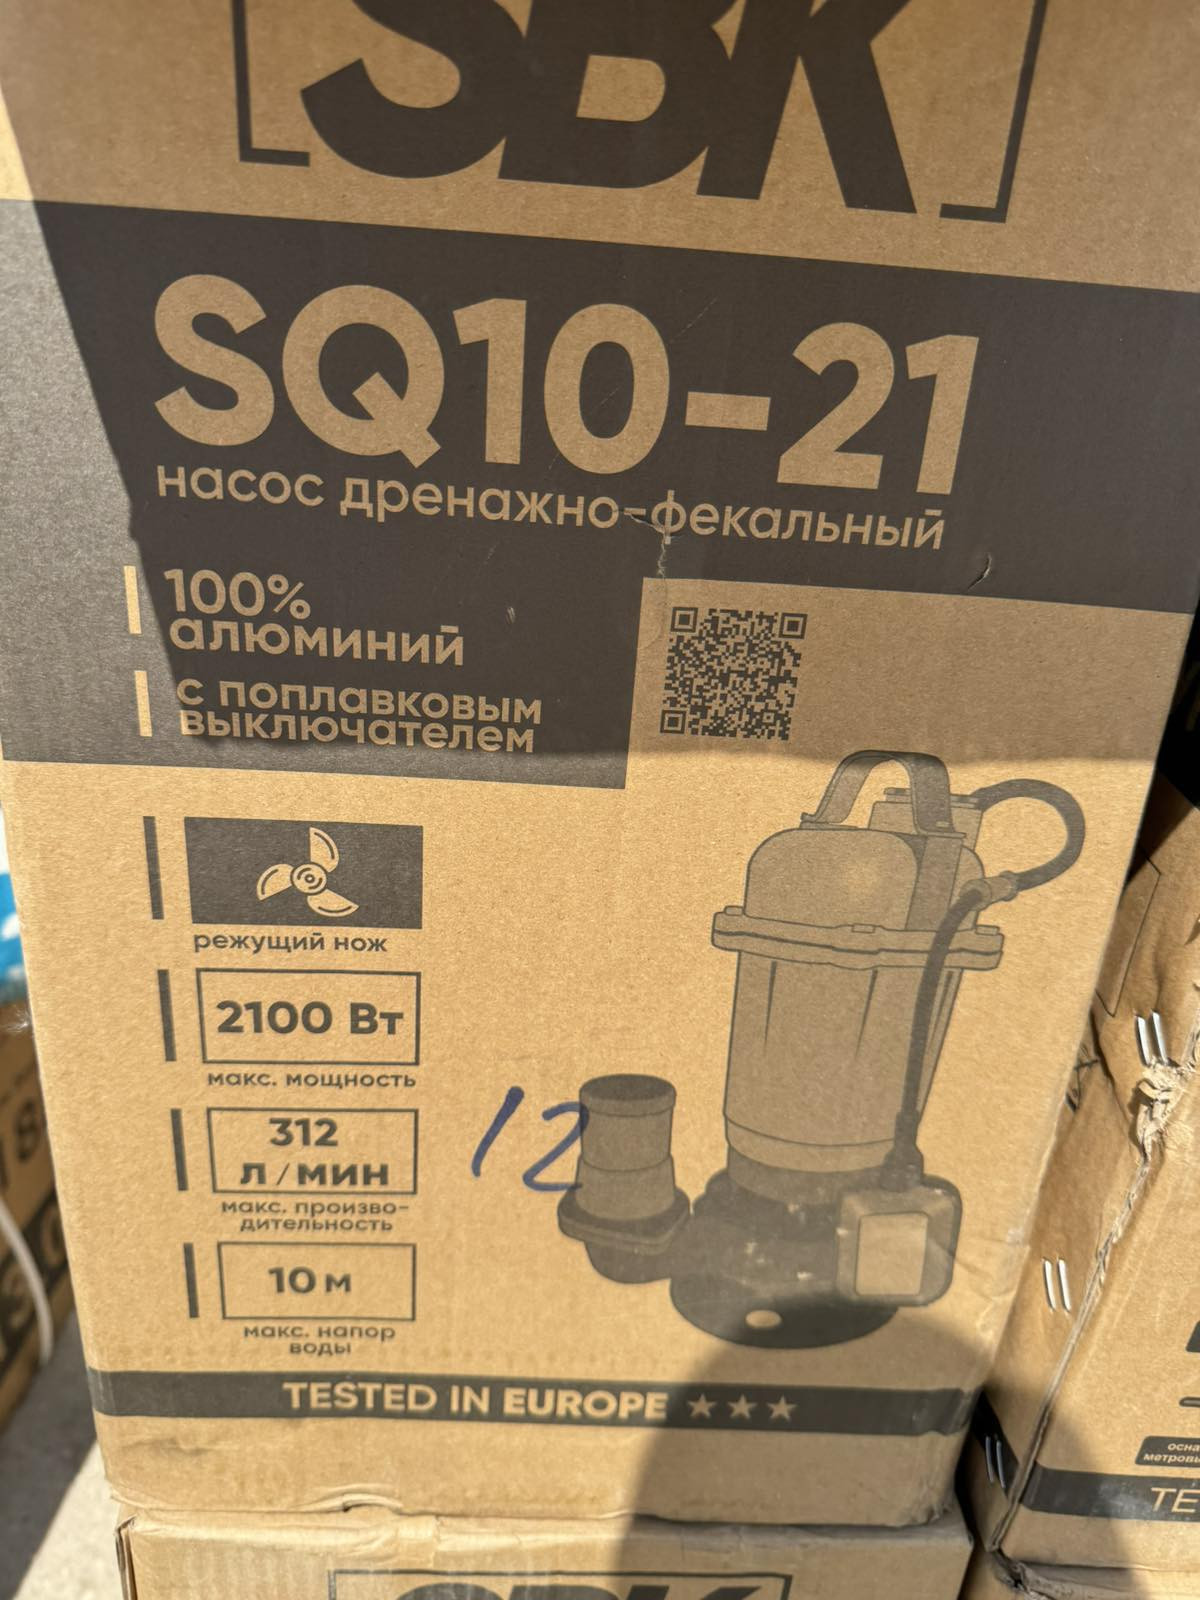 SBK
SQ10-21
насос дренажно-фекальный
100%
алюминий
с поплавковым
выключателем
режущий нож
2100 Вт
макс. мощность
312
л/мин
макс. произво-
дительность
10 м
макс. напор
воды
12
TESTED IN EUROPE
SBK